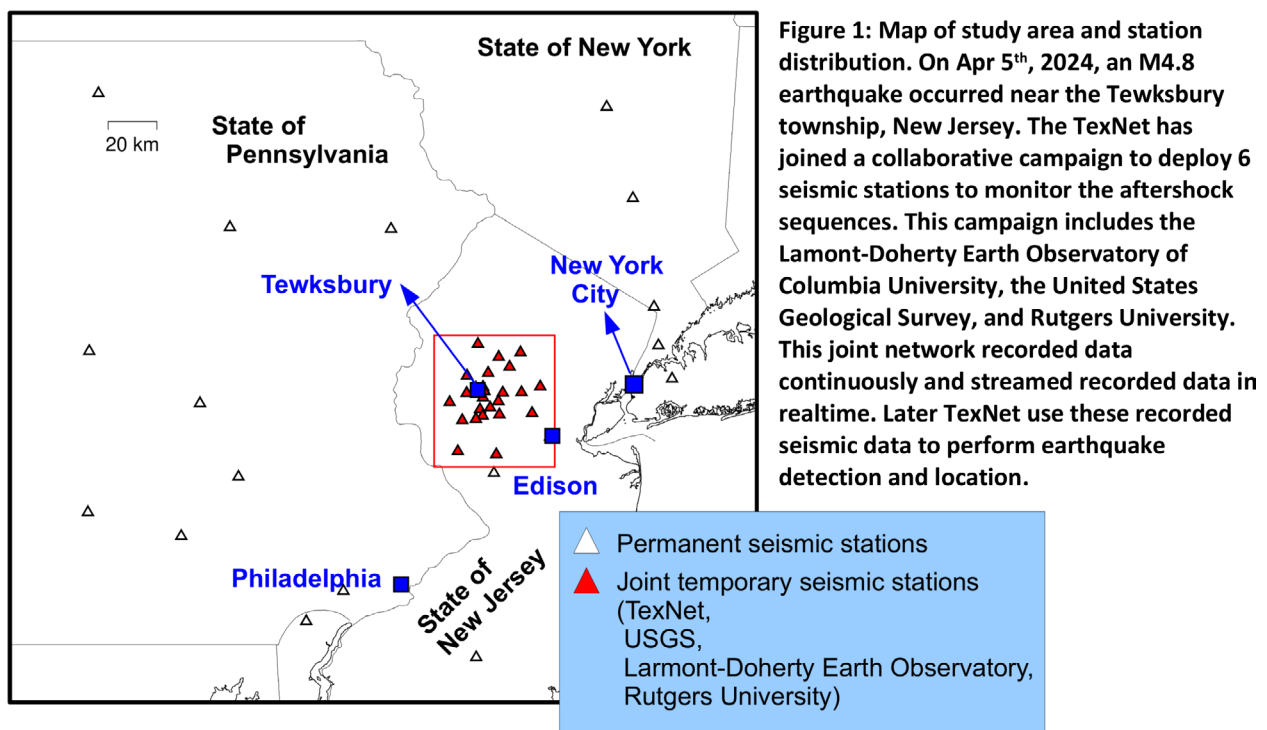 State of New York
State of
Pennsylvania
20 km
Tewksbury
New York
City
Edison
Philadelphia
State of
New Jersey
Figure 1: Map of study area and station
distribution. On Apr 5th, 2024, an M4.8
earthquake occurred near the Tewksbury
township, New Jersey. The TexNet has
joined a collaborative campaign to deploy 6
seismic stations to monitor the aftershock
sequences. This campaign includes the
Lamont-Doherty Earth Observatory of
Columbia University, the United States
Geological Survey, and Rutgers University.
This joint network recorded data
continuously and streamed recorded data in
realtime. Later TexNet use these recorded
seismic data to perform earthquake
detection and location.
Permanent seismic stations
Joint temporary seismic stations
(TexNet,
USGS,
Larmont-Doherty Earth Observatory,
Rutgers University)